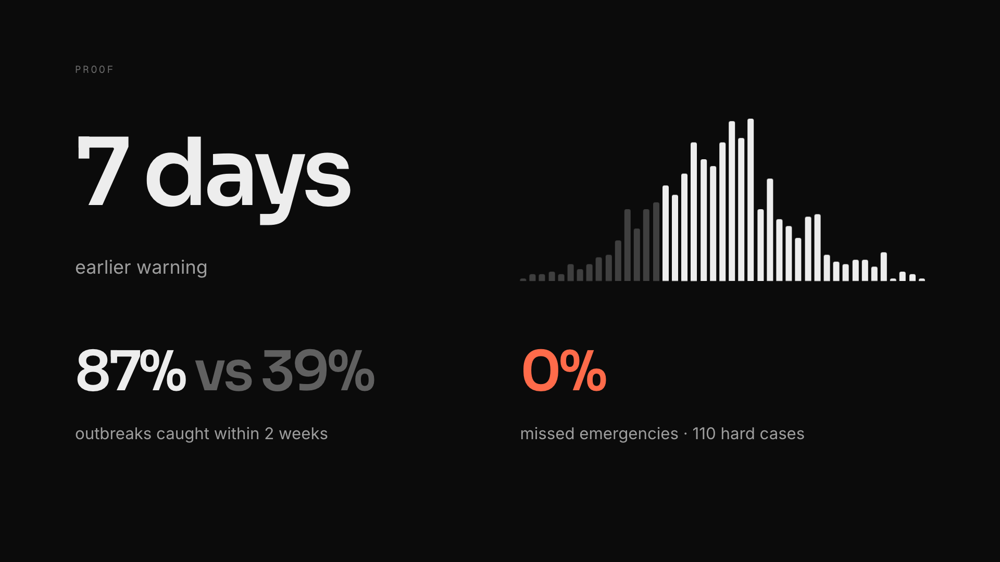 PROOF
7 days
earlier warning
87% vs 39%
outbreaks caught within 2 weeks
0%
missed emergencies · 110 hard cases